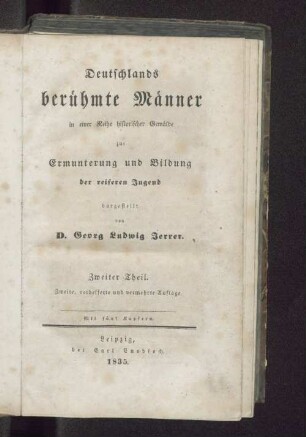 Deutschlands
berühmte Männer
in einer Reihe historischer Gemälde
zur
Ermunterung und Bildung
der reiferen Jugend
dargestellt
von
D. Georg Ludwig Jerrer.
Zweiter Theil.
Zweite, verbesserte und vermehrte Auflage.
Mit fünf Kupfern.
Leipzig,
bei Carl
1835.